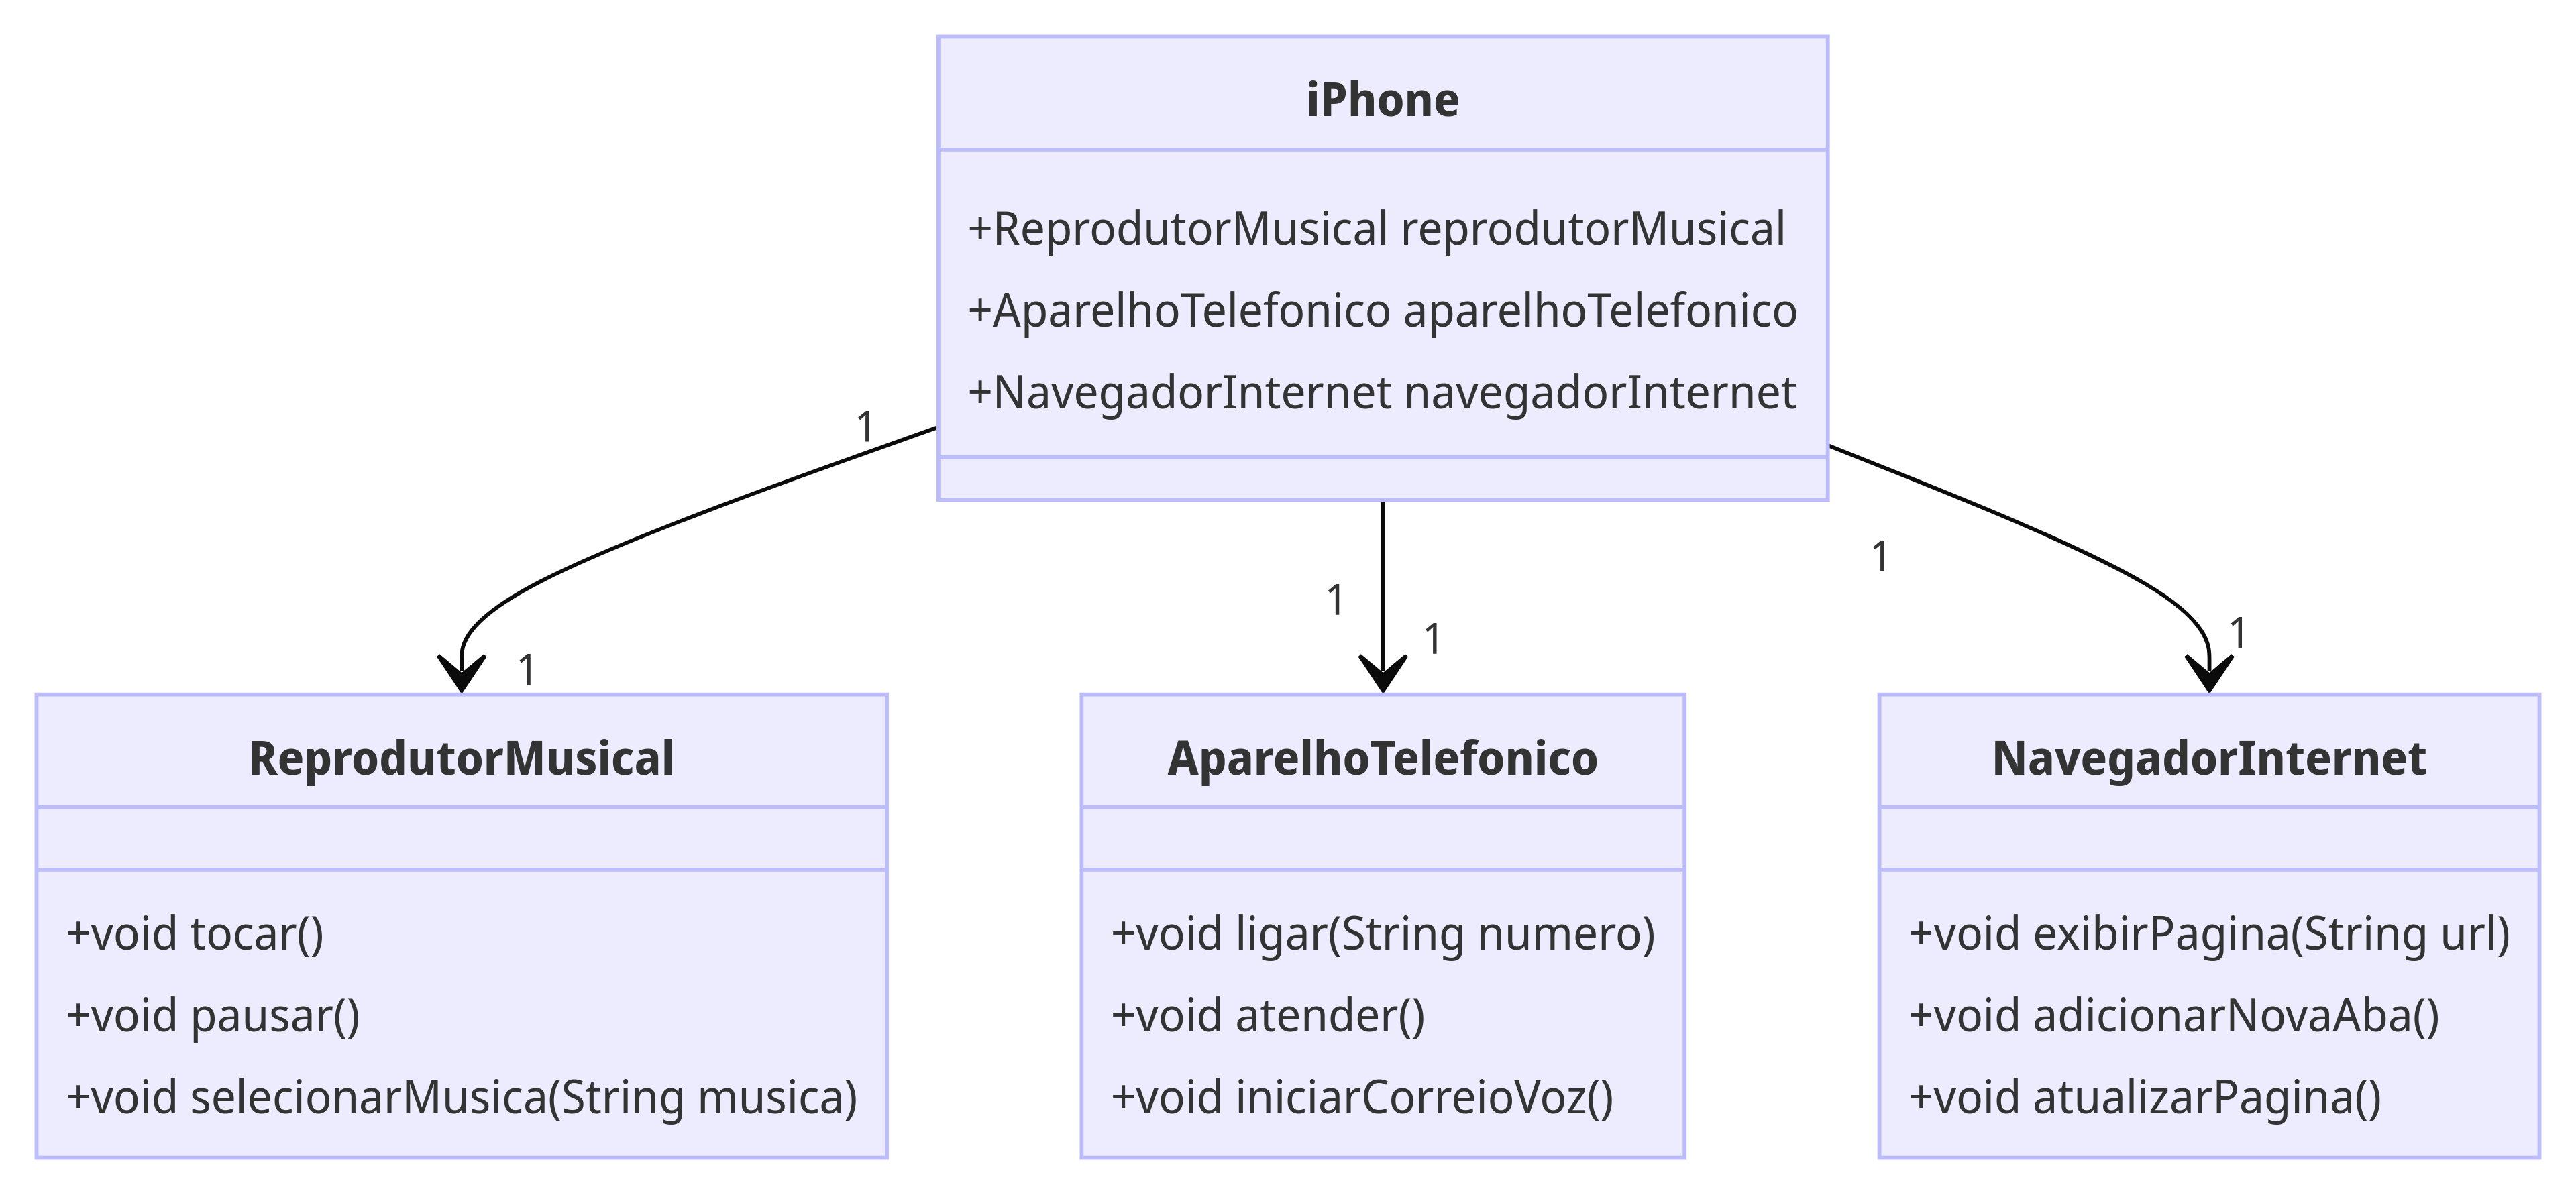 iPhone
+ReprodutorMusical reprodutorMusical
+AparelhoTelefonico aparelhoTelefonico
+NavegadorInternet navegadorInternet
1
1
1
1
1
1
ReprodutorMusical
+void tocar()
+void pausar()
+void selecionarMusica(String musica)
AparelhoTelefonico
+void ligar(String numero)
+void atender()
+void iniciarCorreioVoz()
NavegadorInternet
+void exibirPagina(String url)
+void adicionarNovaAba()
+void atualizarPagina()